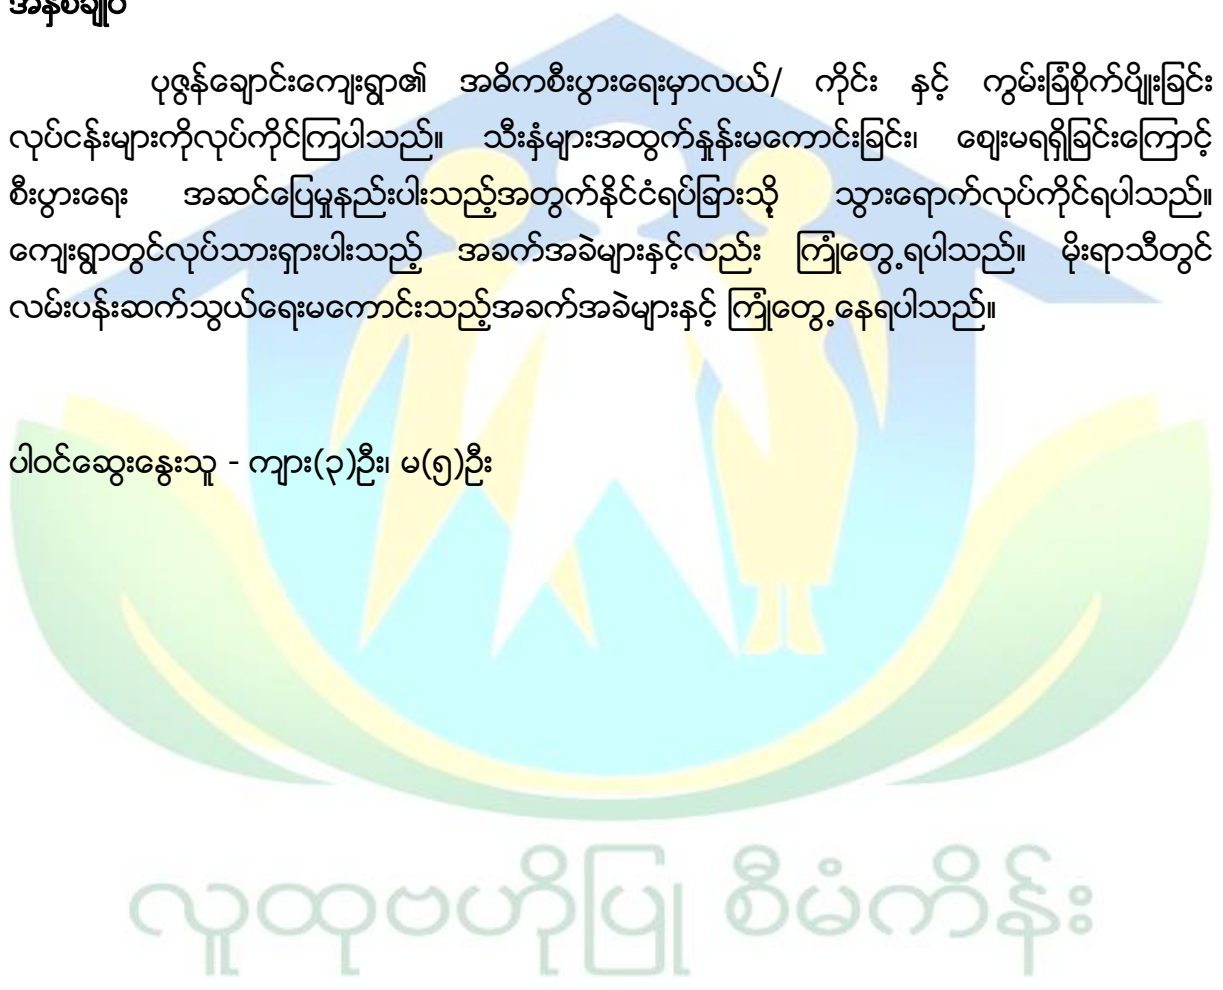 အနှစ်ချုပ်
ပုဇွန်ချောင်းကျေးရွာ၏ အဓိကစီးပွားရေးမှာလယ်/ ကိုင်း နှင့် ကွမ်းခြံစိုက်ပျိုးခြင်း
လုပ်ငန်းများကိုလုပ်ကိုင်ကြပါသည်။ သီးနှံများအထွက်နှုန်းမကောင်းခြင်း၊ ဈေးမရရှိခြင်းကြောင့်
စီးပွားရေး အဆင်ပြေမှုနည်းပါးသည့်အတွက်နိုင်ငံရပ်ခြားသို့ သွားရောက်လုပ်ကိုင်ရပါသည်။
ကျေးရွာတွင်လုပ်သားရှားပါးသည့် အခက်အခဲများနှင့်လည်း ကြုံတွေ့ရပါသည်။ မိုးရာသီတွင်
လမ်းပန်းဆက်သွယ်ရေးမကောင်းသည့်အခက်အခဲများနှင့် ကြုံတွေ့နေရပါသည်။
ပါဝင်ဆွေးနွေးသူ - ကျား(၃)ဦး၊ မ(၅)ဦး
လူထုဗဟိုပြု စီမံကိန်း